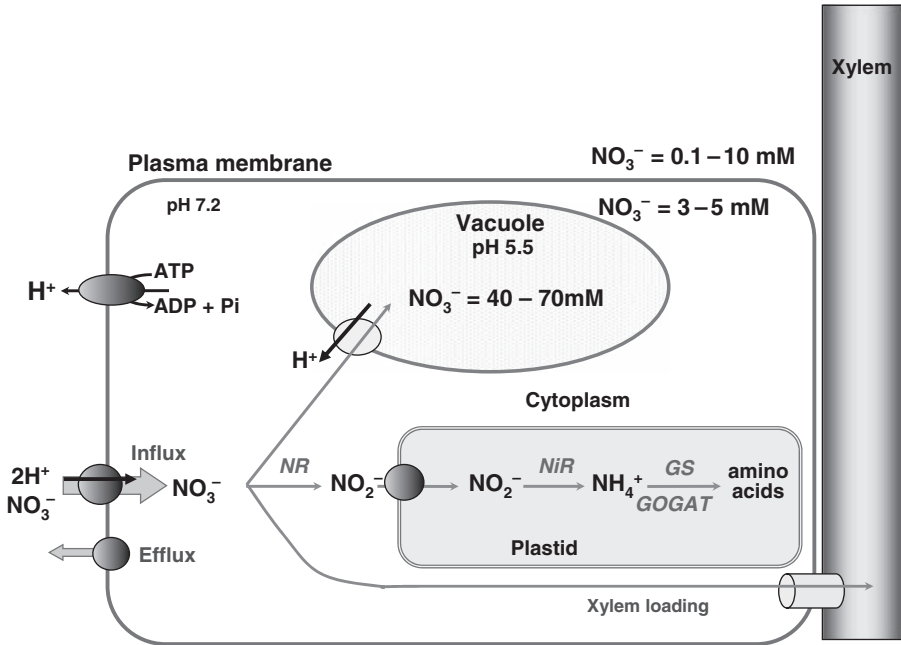 Xylem
NO₃⁻ = 0.1 – 10 mM
Plasma membrane
pH 7.2
NO₃⁻ = 3 – 5 mM
Vacuole
pH 5.5
ATP
H⁺
ADP + Pi
NO₃⁻ = 40 – 70mM
H⁺
Cytoplasm
Influx
2H⁺
NO₃⁻
NO₃⁻
NR
NO₂⁻
NO₂⁻
NiR
NH₄⁺
GS
GOGAT
amino
acids
Efflux
Plastid
Xylem loading